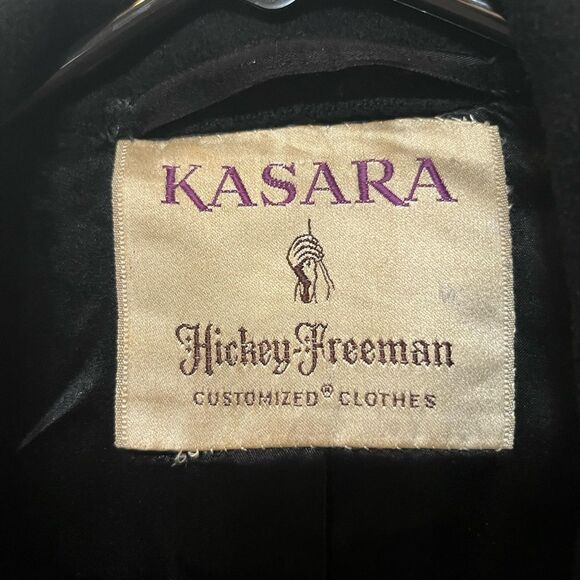 KASARA
Hickey-Freeman
CUSTOMIZED® CLOTHES